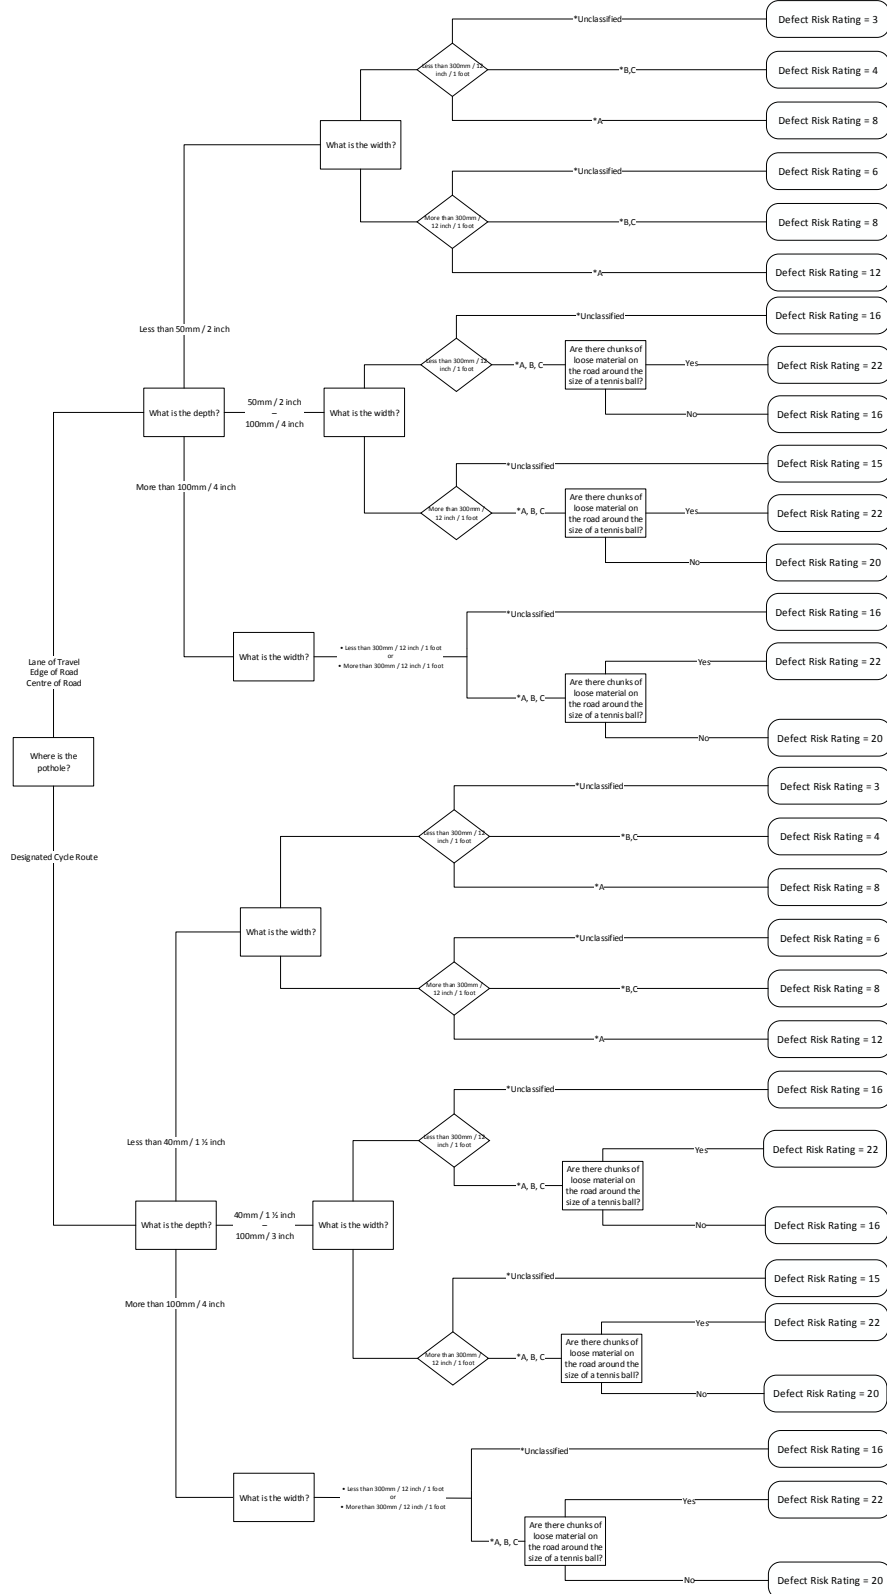 *Unclassified
Defect Risk Rating = 3
Less than 300mm / 12
inch / 1 foot
*B,C
Defect Risk Rating = 4
*A
Defect Risk Rating = 8
What is the width?
*Unclassified
Defect Risk Rating = 6
More than 300mm /
12 inch / 1 foot
*B,C
Defect Risk Rating = 8
*A
Defect Risk Rating = 12
Less than 50mm / 2 inch
*Unclassified
Defect Risk Rating = 16
Less than 300mm / 12
inch / 1 foot
*A, B, C
Are there chunks of
loose material on
the road around the
size of a tennis ball?
Yes
Defect Risk Rating = 22
No
Defect Risk Rating = 16
What is the depth?
50mm / 2 inch
–
100mm / 4 inch
What is the width?
*Unclassified
Defect Risk Rating = 15
More than 100mm / 4 inch
More than 300mm /
12 inch / 1 foot
*A, B, C
Are there chunks of
loose material on
the road around the
size of a tennis ball?
Yes
Defect Risk Rating = 22
No
Defect Risk Rating = 20
*Unclassified
Defect Risk Rating = 16
What is the width?
• Less than 300mm / 12 inch / 1 foot
or
• More than 300mm / 12 inch / 1 foot
*A, B, C
Are there chunks of
loose material on
the road around the
size of a tennis ball?
Yes
Defect Risk Rating = 22
No
Defect Risk Rating = 20
Lane of Travel
Edge of Road
Centre of Road
Where is the
pothole?
Designated Cycle Route
*Unclassified
Defect Risk Rating = 3
Less than 300mm / 12
inch / 1 foot
*B,C
Defect Risk Rating = 4
*A
Defect Risk Rating = 8
What is the width?
*Unclassified
Defect Risk Rating = 6
More than 300mm /
12 inch / 1 foot
*B,C
Defect Risk Rating = 8
*A
Defect Risk Rating = 12
Less than 40mm / 1 ½ inch
*Unclassified
Defect Risk Rating = 16
Less than 300mm / 12
inch / 1 foot
*A, B, C
Are there chunks of
loose material on
the road around the
size of a tennis ball?
Yes
Defect Risk Rating = 22
No
Defect Risk Rating = 16
What is the depth?
40mm / 1 ½ inch
–
100mm / 3 inch
What is the width?
*Unclassified
Defect Risk Rating = 15
More than 100mm / 4 inch
More than 300mm /
12 inch / 1 foot
*A, B, C
Are there chunks of
loose material on
the road around the
size of a tennis ball?
Yes
Defect Risk Rating = 22
No
Defect Risk Rating = 20
*Unclassified
Defect Risk Rating = 16
What is the width?
• Less than 300mm / 12 inch / 1 foot
or
• More than 300mm / 12 inch / 1 foot
*A, B, C
Are there chunks of
loose material on
the road around the
size of a tennis ball?
Yes
Defect Risk Rating = 22
No
Defect Risk Rating = 20